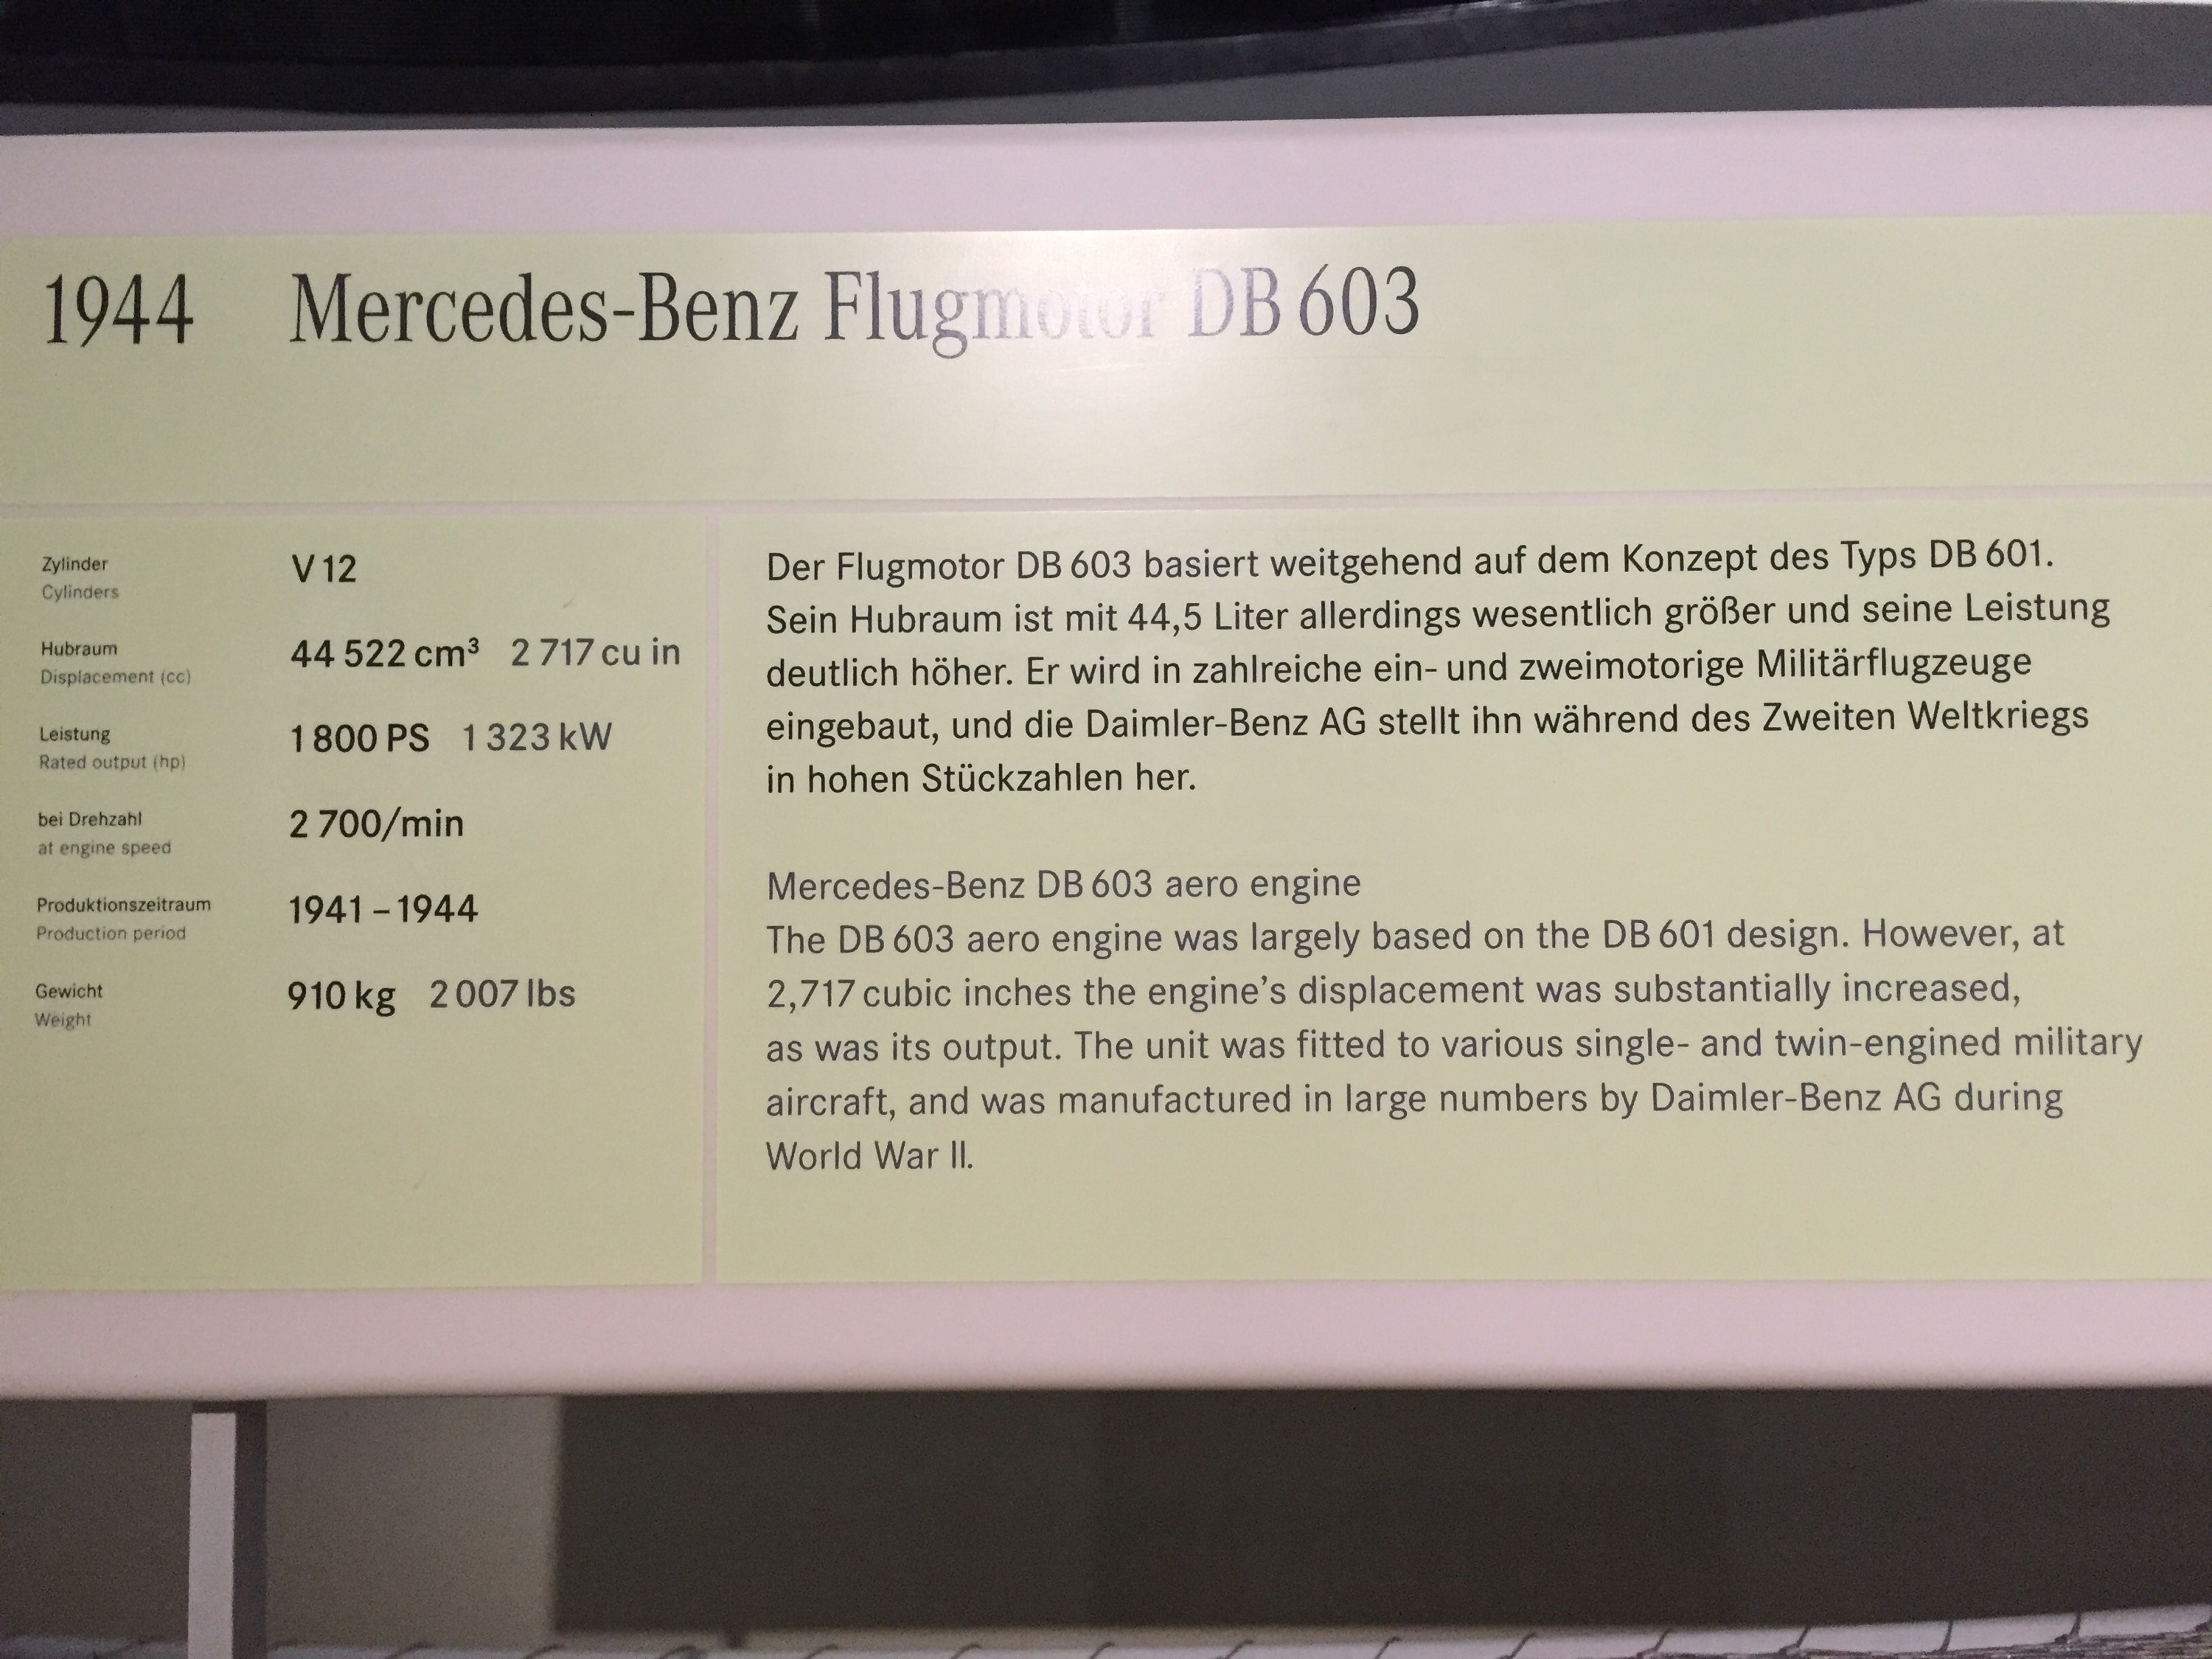 1944 Mercedes-Benz Flugmotor DB 603
Zylinder
Cylinders
V 12
Hubraum
Displacement (cc)
44 522 cm³ 2 717 cu in
Leistung
Rated output (hp)
1 800 PS 1 323 kW
bei Drehzahl
at engine speed
2 700/min
Produktionszeitraum
Production period
1941 – 1944
Gewicht
Weight
910 kg 2 007 lbs
Der Flugmotor DB 603 basiert weitgehend auf dem Konzept des Typs DB 601.
Sein Hubraum ist mit 44,5 Liter allerdings wesentlich größer und seine Leistung
deutlich höher. Er wird in zahlreiche ein- und zweimotorige Militärflugzeuge
eingebaut, und die Daimler-Benz AG stellt ihn während des Zweiten Weltkriegs
in hohen Stückzahlen her.
Mercedes-Benz DB 603 aero engine
The DB 603 aero engine was largely based on the DB 601 design. However, at
2,717 cubic inches the engine’s displacement was substantially increased,
as was its output. The unit was fitted to various single- and twin-engined military
aircraft, and was manufactured in large numbers by Daimler-Benz AG during
World War II.